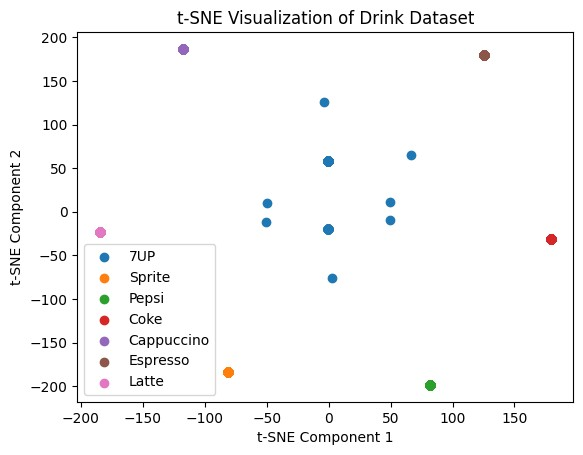 t-SNE Visualization of Drink Dataset
200
150
100
50
0
−50
−100
−150
−200
t-SNE Component 2
7UP
Sprite
Pepsi
Coke
Cappuccino
Espresso
Latte
−200 −150 −100 −50 0 50 100 150
t-SNE Component 1